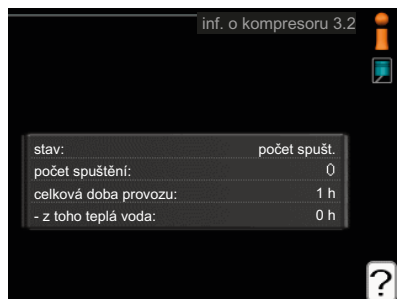 inf. o kompresoru 3.2
stav: počet spušt.
počet spuštění: 0
celková doba provozu: 1 h
- z toho teplá voda: 0 h
?